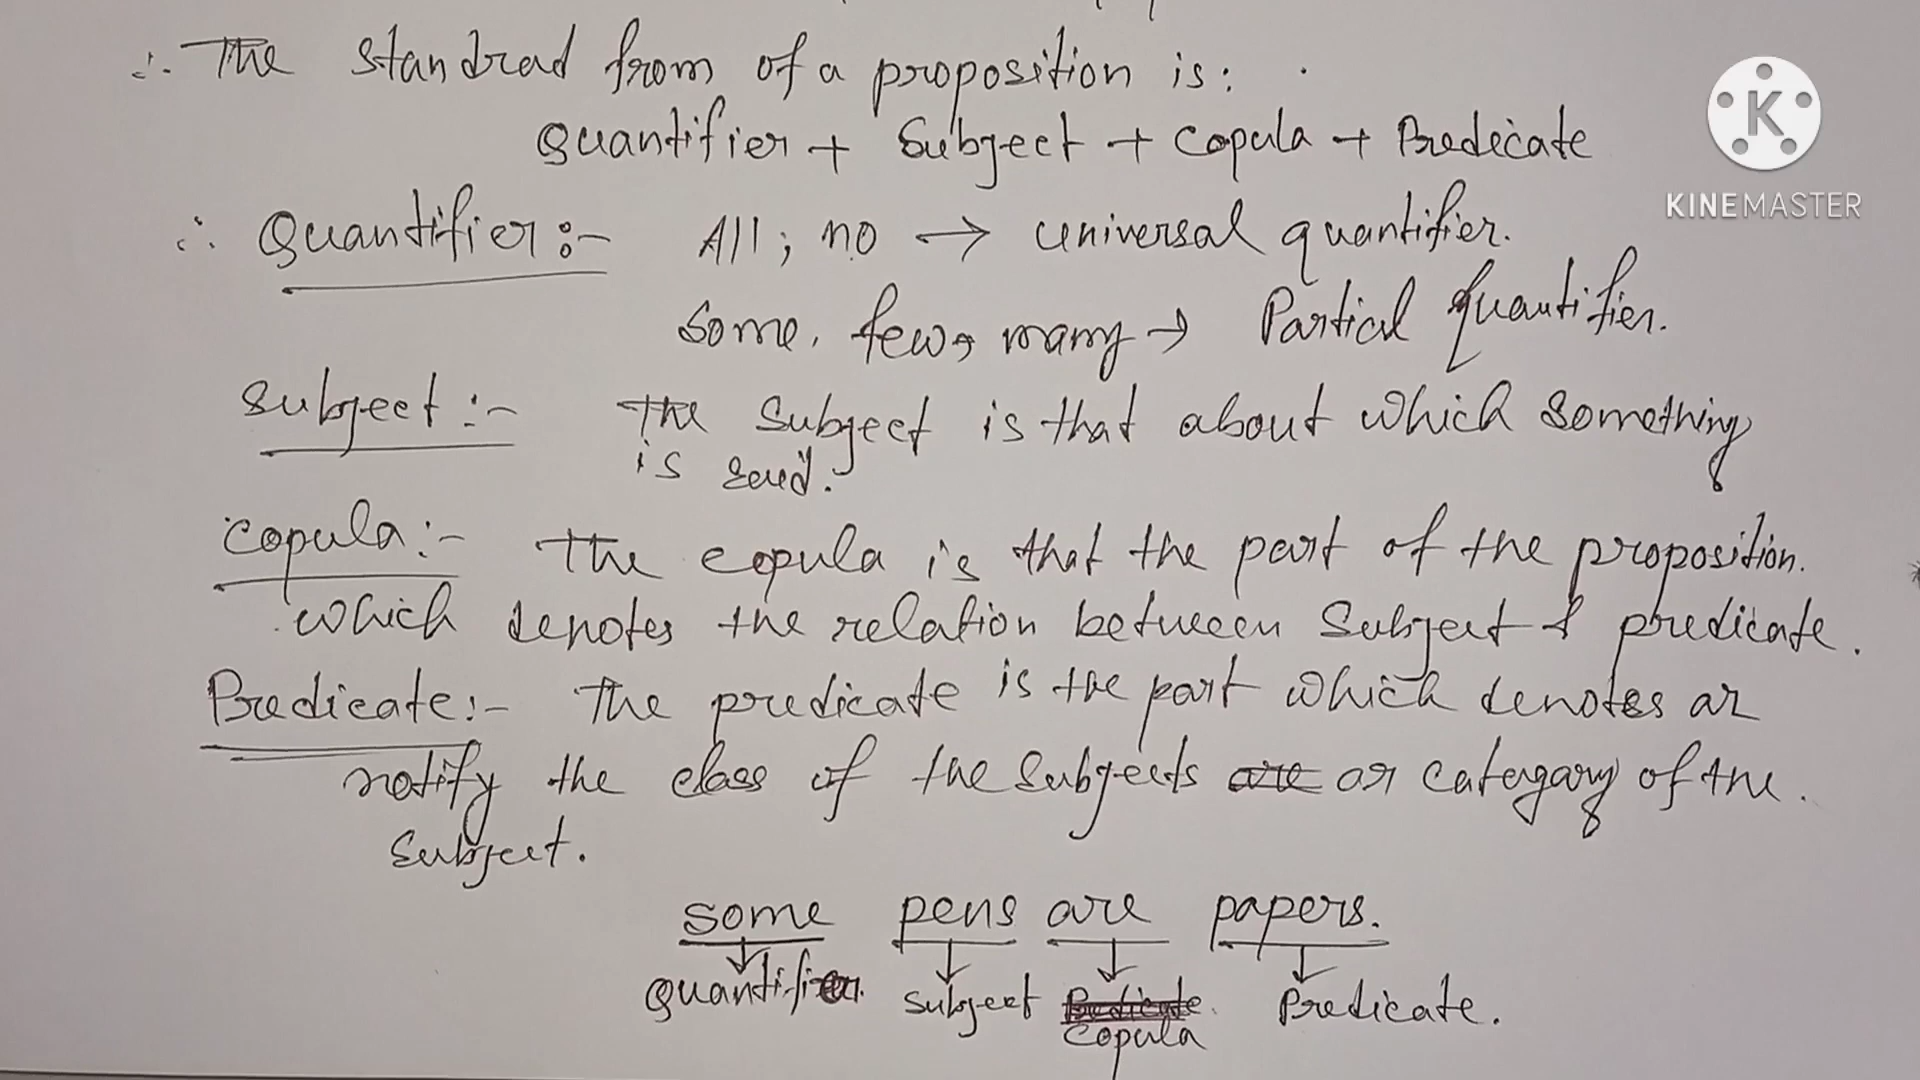 ∴ The standrad from of a proposition is:
Quantifier + Subject + Copula + Predicate
∴ Quantifier:- All; no → universal quantifier.
Some, few, many → Partial quantifier.
Subject:- The Subject is that about which something
is said.
Copula:- The copula is that the part of the proposition.
which denotes the relation between Subject & predicate.
Predicate:- The predicate is the part which denotes or
notify the class of the subjects are or catagary of the.
Subject.
some pens are papers.
Quantifier. Subject Predicate. Predicate.
Copula
K
KINEMASTER